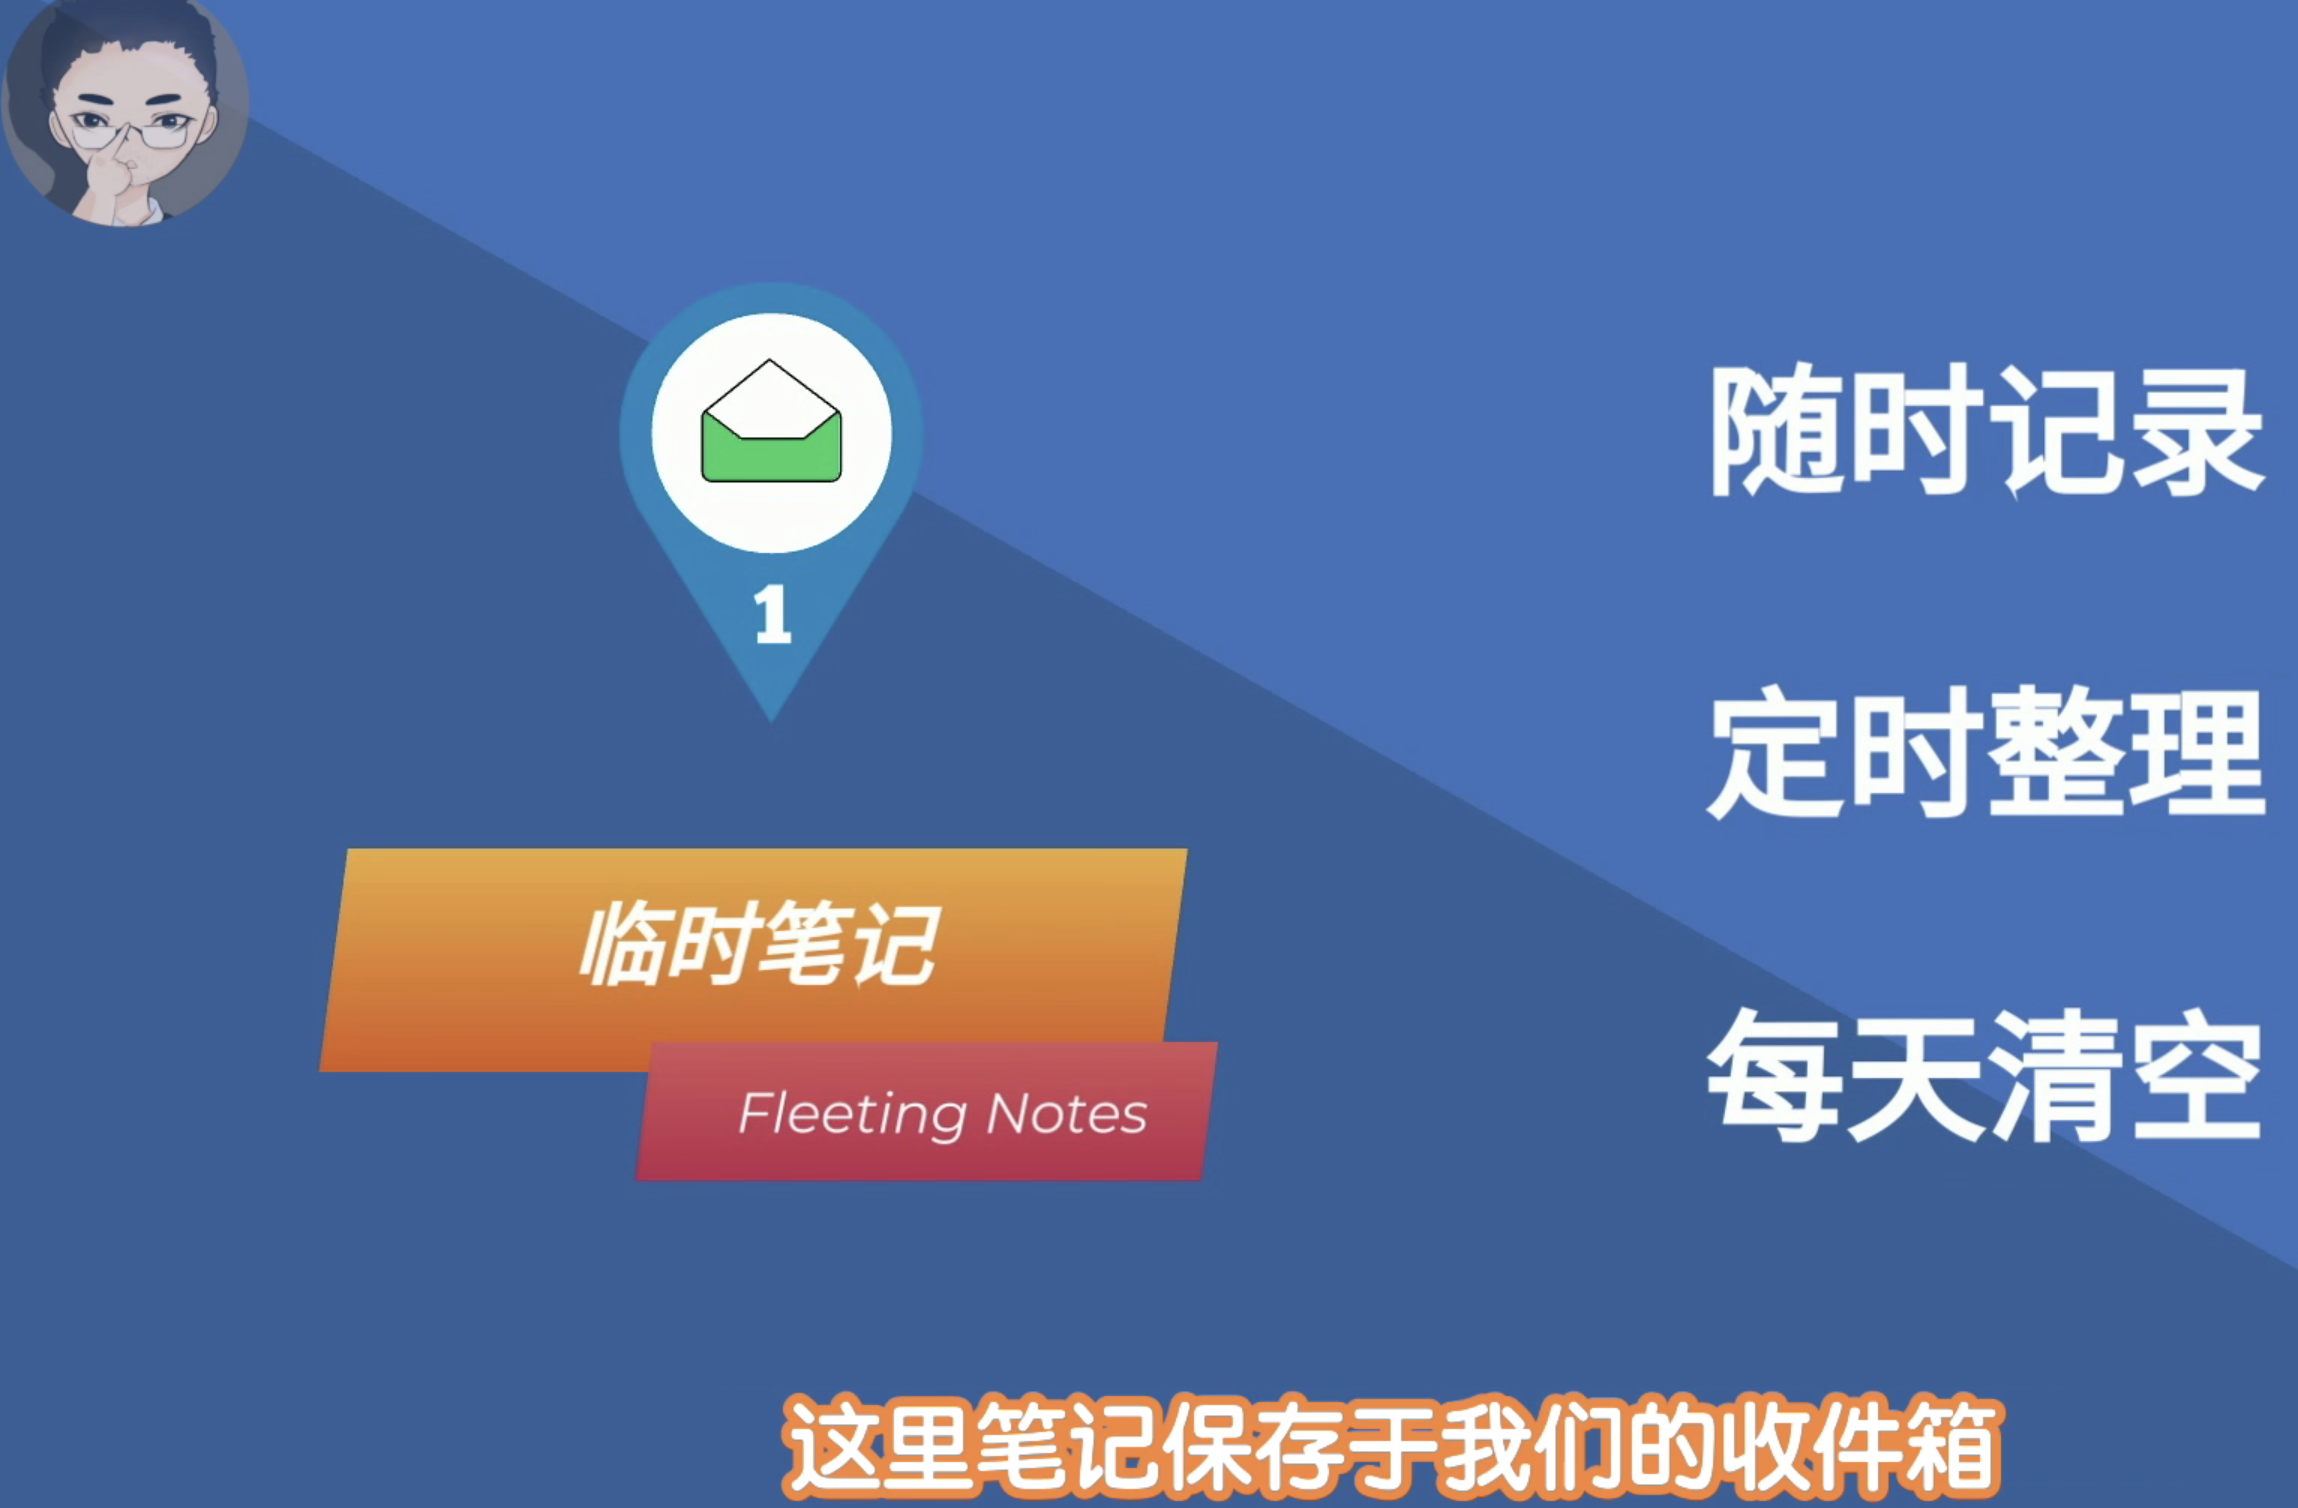 1
临时笔记
Fleeting Notes
随时记录
定时整理
每天清空
这里笔记保存于我们的收件箱